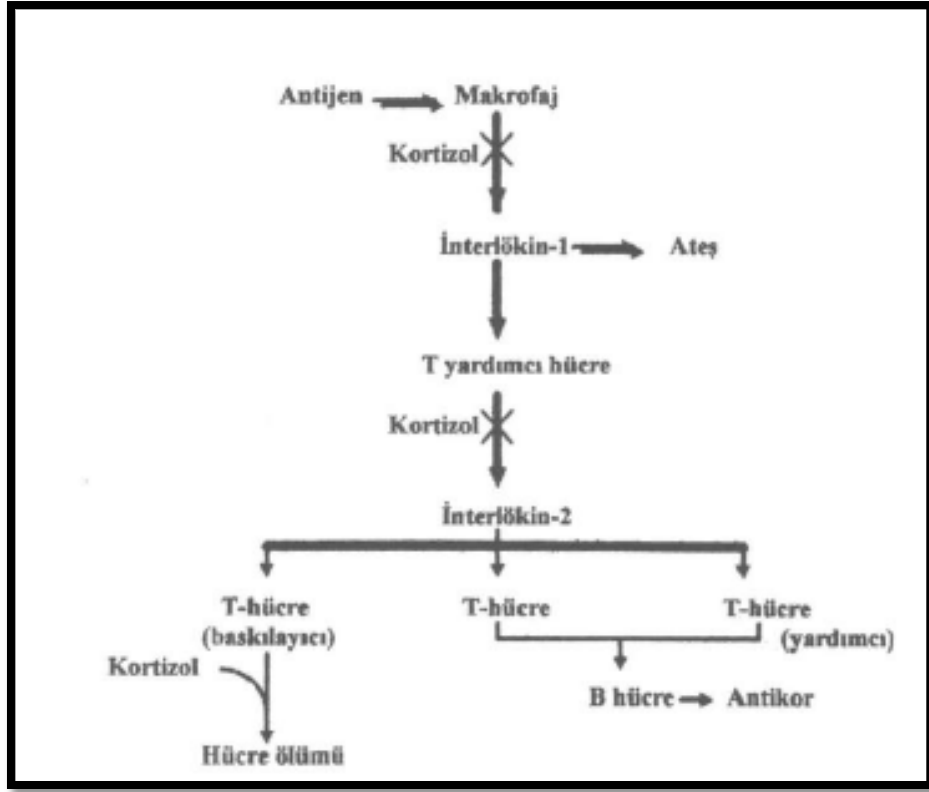 Antijen Makrofaj
Kortizol
İnterlökin-1 Ateş
T yardımcı hücre
Kortizol
İnterlökin-2
T-hücre T-hücre T-hücre
(baskılayıcı) (yardımcı)
Kortizol
B hücre Antikor
Hücre ölümü